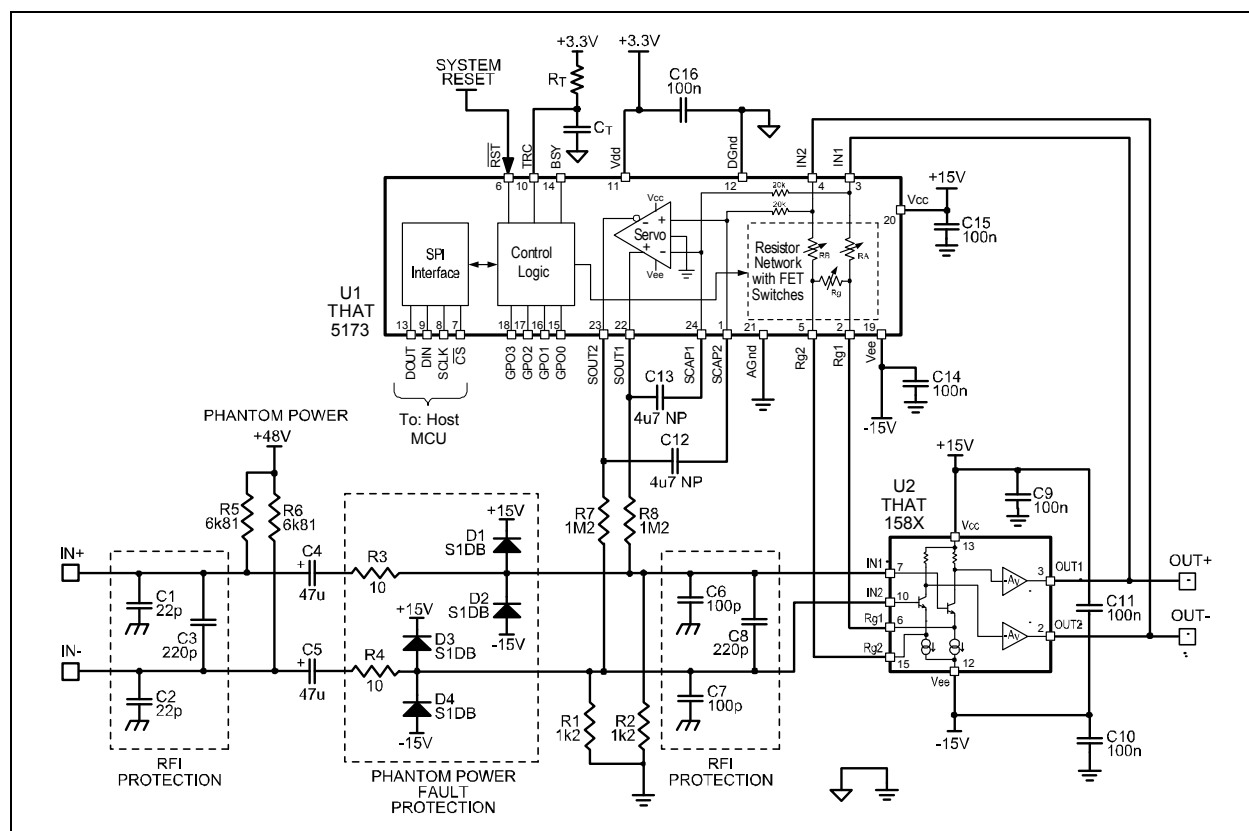 +3.3V
+3.3V
SYSTEM
RESET
RT
CT
C16
100n
RST
TRC
BSY
Vdd
DGnd
IN2
IN1
6
10
14
11
12
4
3
+15V
Vcc
20
C15
100n
20k
20k
Vcc
Servo
Vee
SPI
Interface
Control
Logic
Resistor
Network
with FET
Switches
RB
RA
Rg
U1
THAT
5173
13
9
8
7
18
17
16
15
23
22
24
1
21
5
2
19
DOUT
DIN
SCLK
CS
GPO3
GPO2
GPO1
GPO0
SOUT2
SOUT1
SCAP1
SCAP2
AGnd
Rg2
Rg1
Vee
C14
100n
-15V
To: Host
MCU
C13
4u7 NP
C12
4u7 NP
PHANTOM POWER
+48V
R5
6k81
R6
6k81
R7
1M2
R8
1M2
+15V
C9
100n
U2
THAT
158X
Vcc
13
IN+
C4
+
47u
R3
10
+15V
D1
S1DB
D2
S1DB
-15V
IN1
7
IN2
10
Rg1
6
Rg2
15
-Av
-Av
3
OUT1
2
OUT2
OUT+
OUT-
C11
100n
C1
22p
C3
220p
C6
100p
C8
220p
IN-
C5
+
47u
R4
10
+15V
D3
S1DB
D4
S1DB
-15V
C2
22p
R1
1k2
R2
1k2
C7
100p
Vee
12
-15V
C10
100n
RFI
PROTECTION
PHANTOM POWER
FAULT
PROTECTION
RFI
PROTECTION